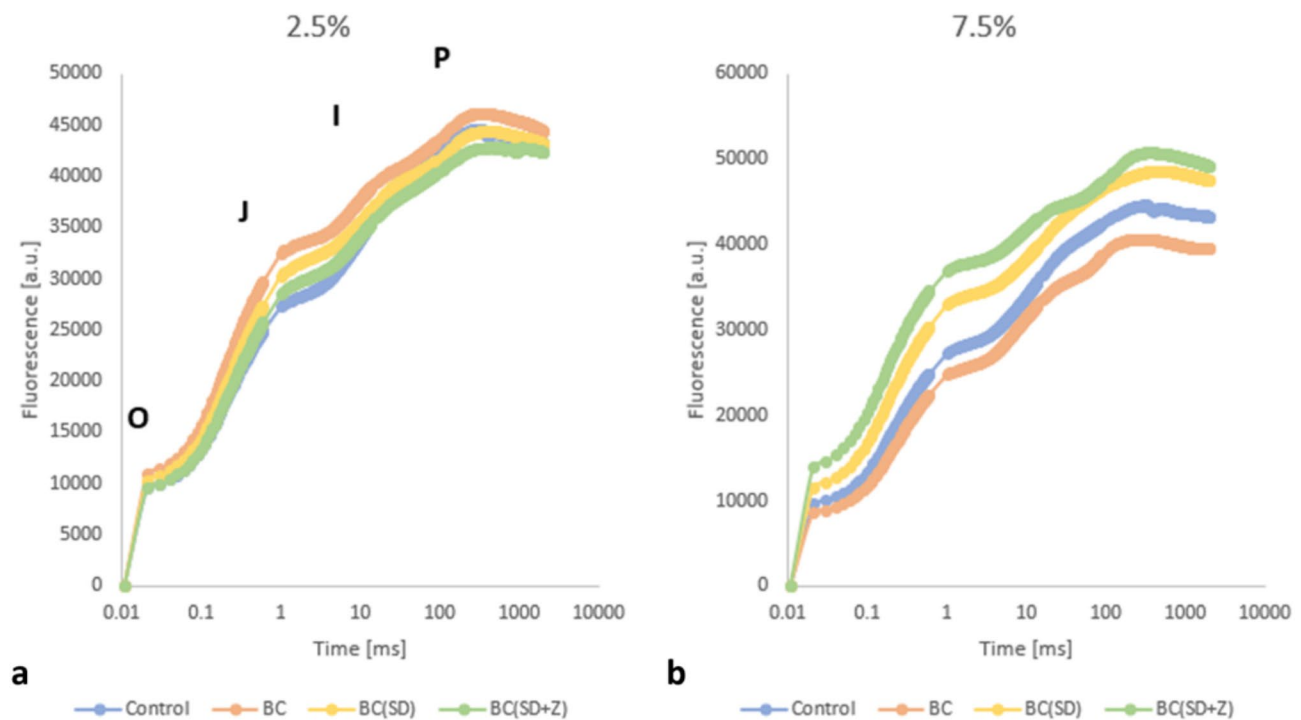 2.5%
P
I
J
O
50000
45000
40000
35000
30000
25000
20000
15000
10000
5000
0
Fluorescence [a.u.]
0.01 0.1 1 10 100 1000 10000
Time [ms]
a
Control BC BC(SD) BC(SD+Z)
7.5%
60000
50000
40000
30000
20000
10000
0
Fluorescence [a.u.]
0.01 0.1 1 10 100 1000 10000
Time [ms]
b
Control BC BC(SD) BC(SD+Z)